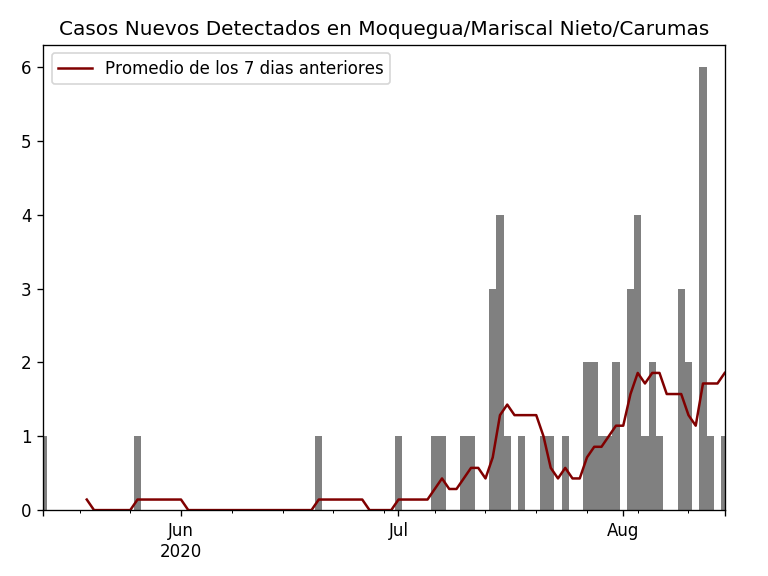 Casos Nuevos Detectados en Moquegua/Mariscal Nieto/Carumas
Promedio de los 7 dias anteriores
6
5
4
3
2
1
0
Jun
2020
Jul
Aug